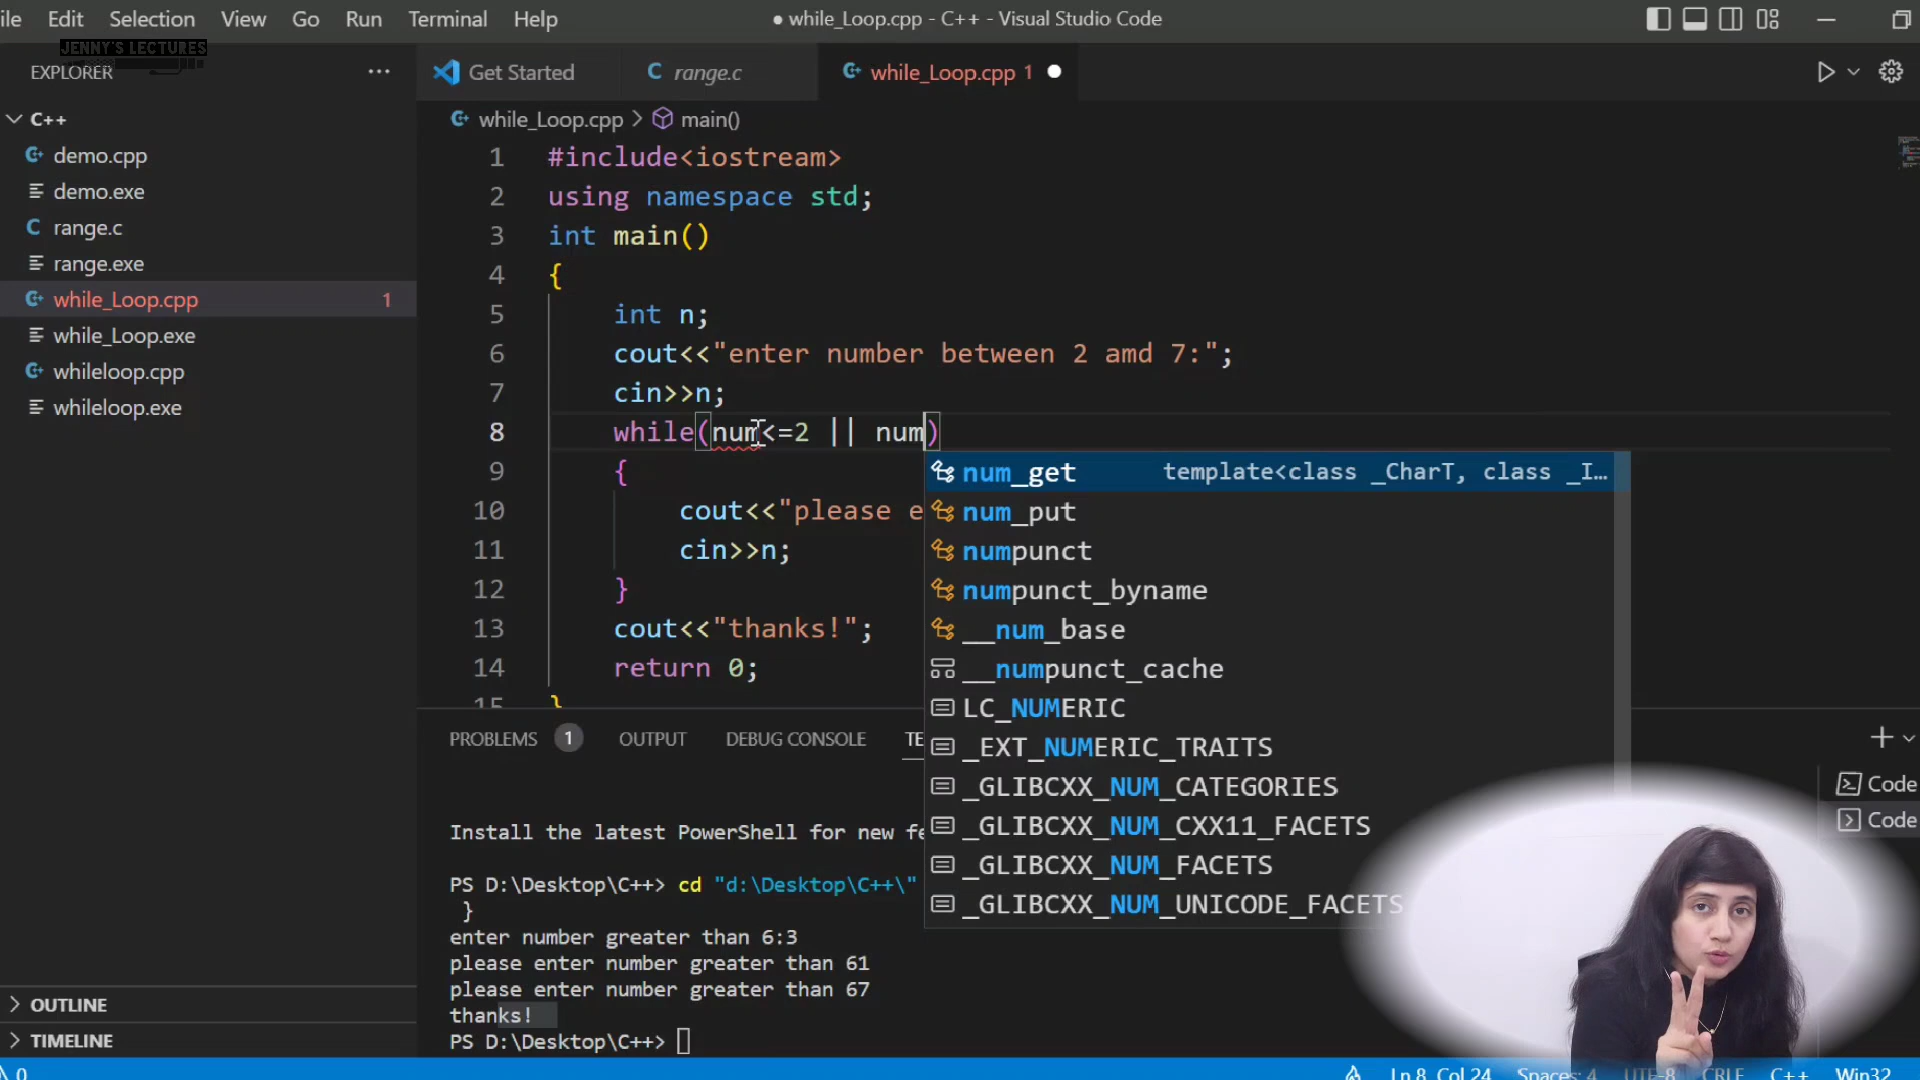 ile Edit Selection View Go Run Terminal Help
● while_Loop.cpp - C++ - Visual Studio Code
JENNY'S LECTURES
EXPLORER
Get Started
range.c
while_Loop.cpp 1
C++
demo.cpp
demo.exe
range.c
range.exe
while_Loop.cpp 1
while_Loop.exe
whileloop.cpp
whileloop.exe
OUTLINE
TIMELINE
while_Loop.cpp > main()
1 #include<iostream>
2 using namespace std;
3 int main()
4 {
5 int n;
6 cout<<"enter number between 2 amd 7:";
7 cin>>n;
8 while(num<=2 || num)
9 {
10 cout<<"please e
11 cin>>n;
12 }
13 cout<<"thanks!";
14 return 0;
15 }
num_get template<class _CharT, class _I…
num_put
numpunct
numpunct_byname
__num_base
__numpunct_cache
LC_NUMERIC
_EXT_NUMERIC_TRAITS
_GLIBCXX_NUM_CATEGORIES
_GLIBCXX_NUM_CXX11_FACETS
_GLIBCXX_NUM_FACETS
_GLIBCXX_NUM_UNICODE_FACETS
PROBLEMS 1 OUTPUT DEBUG CONSOLE TE
Install the latest PowerShell for new fe
PS D:\Desktop\C++> cd "d:\Desktop\C++\"
}
enter number greater than 6:3
please enter number greater than 61
please enter number greater than 67
thanks!
PS D:\Desktop\C++>
Code
Code
0
Ln 8, Col 24 Spaces: 4 UTF-8 CRLF C++ Win32